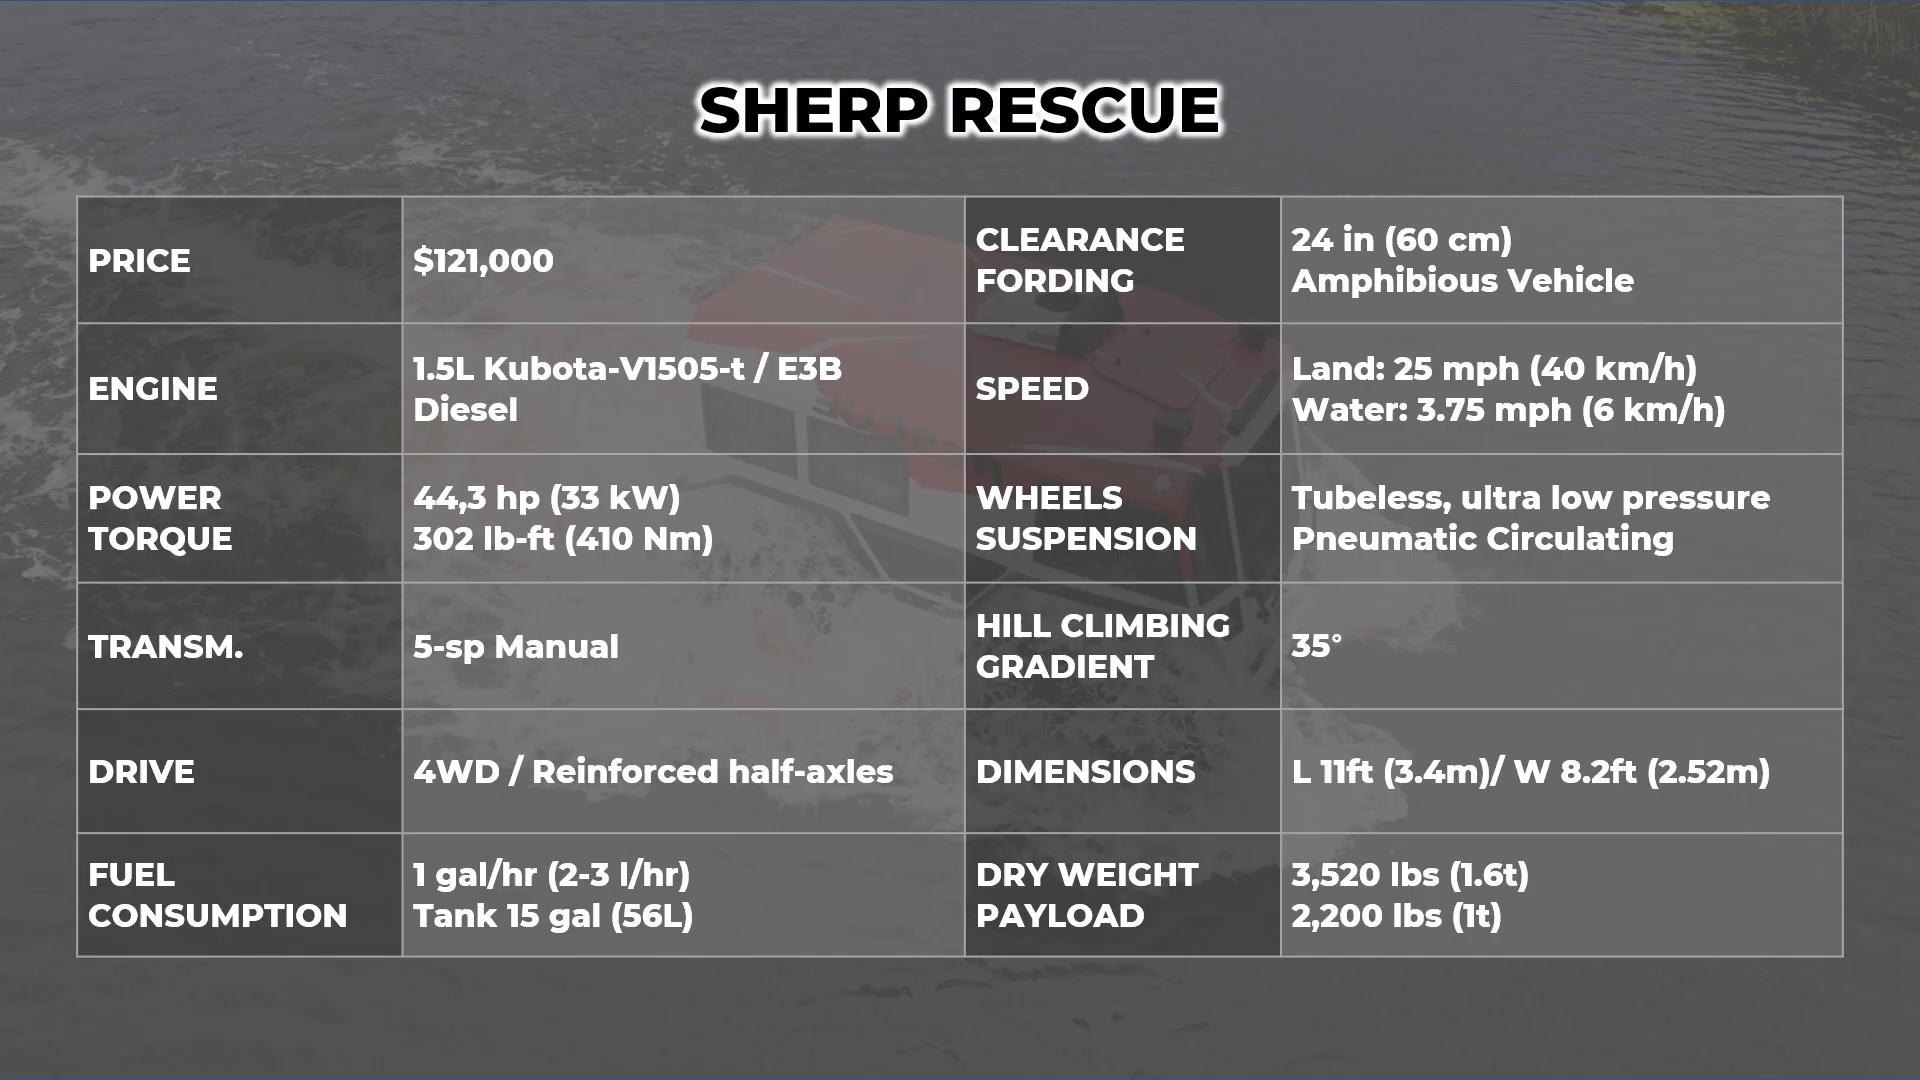 SHERP RESCUE
PRICE
$121,000
CLEARANCE
FORDING
24 in (60 cm)
Amphibious Vehicle
ENGINE
1.5L Kubota-V1505-t / E3B
Diesel
SPEED
Land: 25 mph (40 km/h)
Water: 3.75 mph (6 km/h)
POWER
TORQUE
44,3 hp (33 kW)
302 lb-ft (410 Nm)
WHEELS
SUSPENSION
Tubeless, ultra low pressure
Pneumatic Circulating
TRANSM.
5-sp Manual
HILL CLIMBING
GRADIENT
35°
DRIVE
4WD / Reinforced half-axles
DIMENSIONS
L 11ft (3.4m)/ W 8.2ft (2.52m)
FUEL
CONSUMPTION
1 gal/hr (2-3 l/hr)
Tank 15 gal (56L)
DRY WEIGHT
PAYLOAD
3,520 lbs (1.6t)
2,200 lbs (1t)